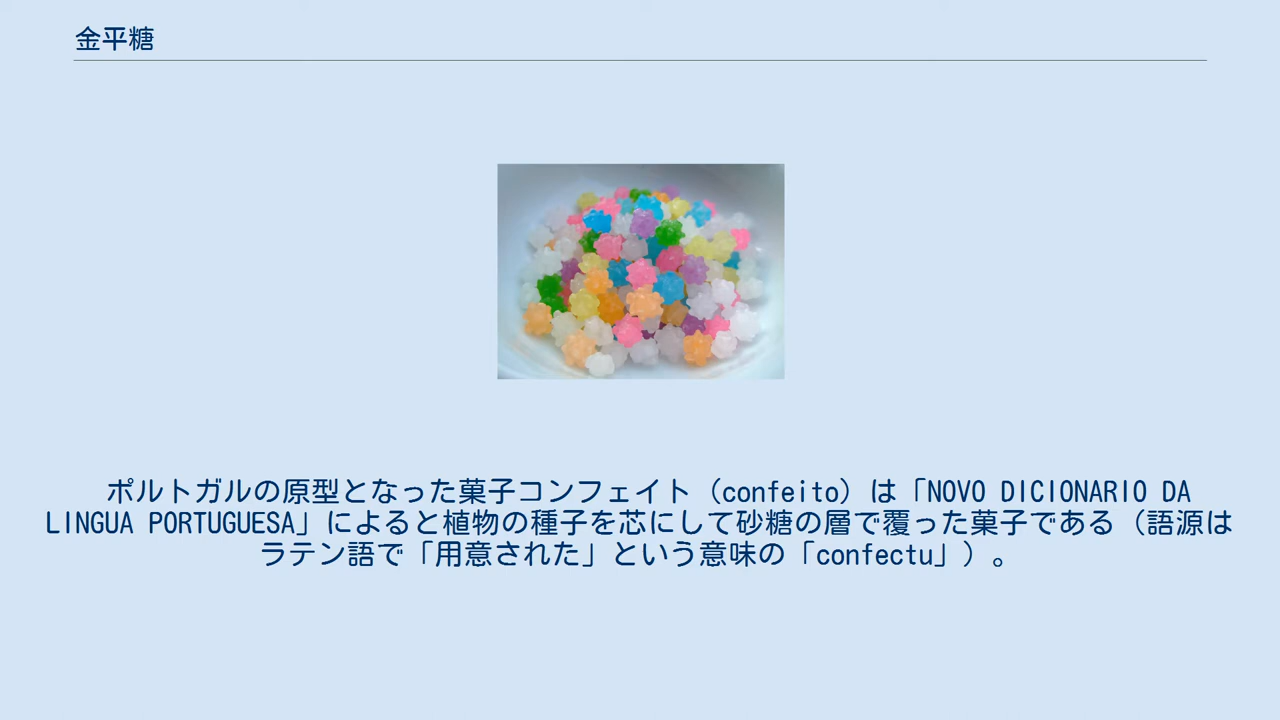 金平糖
ポルトガルの原型となった菓子コンフェイト（confeito）は「NOVO DICIONARIO DA
LINGUA PORTUGUESA」によると植物の種子を芯にして砂糖の層で覆った菓子である（語源は
ラテン語で「用意された」という意味の「confectu」）。